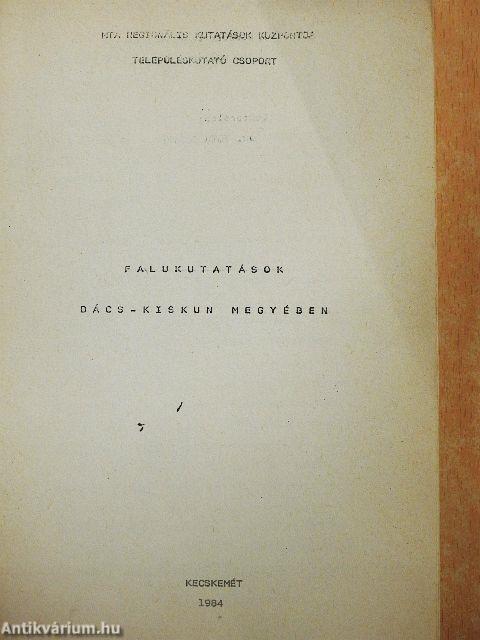 MTA REGIONÁLIS KUTATÁSOK KÖZPONTJA
TELEPÜLÉSKUTATÓ CSOPORT
FALUKUTATÁSOK
BÁCS-KISKUN MEGYÉBEN
KECSKEMÉT
1984
Antikvárium.hu